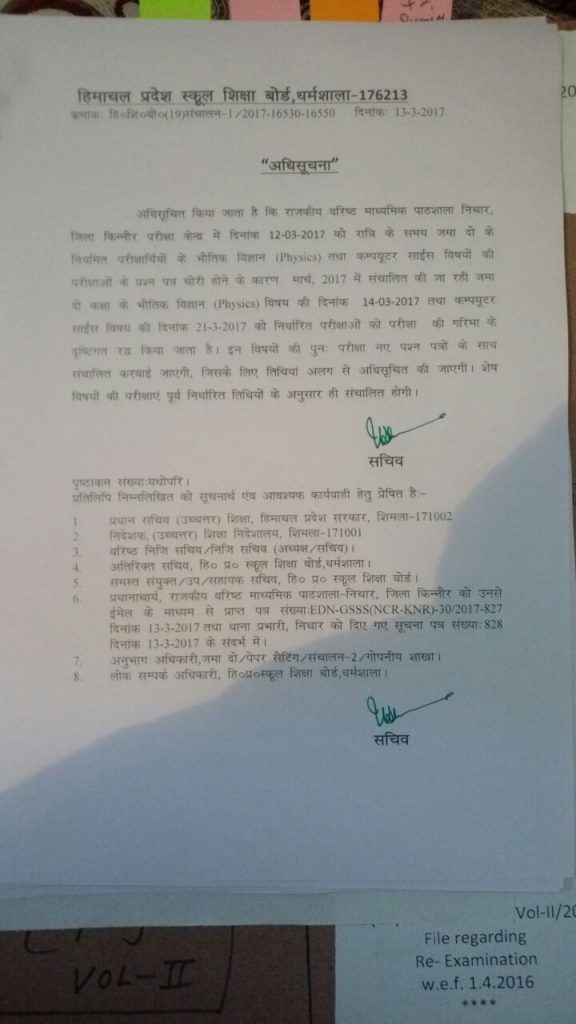 हिमाचल प्रदेश स्कूल शिक्षा बोर्ड,धर्मशाला-176213
क्रमांकः हि०शि०बो०(19)संचालन-1/2017-16530-16550 दिनांकः 13-3-2017
“अधिसूचना”
अधिसूचित किया जाता है कि राजकीय वरिष्ठ माध्यमिक पाठशाला निचार,
जिला किन्नौर परीक्षा केन्द्र में दिनांक 12-03-2017 को रात्रि के समय जमा दो के
नियमित परीक्षार्थियों के भौतिक विज्ञान (Physics) तथा कम्पयूटर साईंस विषयों की
परीक्षाओं के प्रश्न पत्र चोरी होने के कारण मार्च, 2017 में संचालित की जा रही जमा
दो कक्षा के भौतिक विज्ञान (Physics) विषय की दिनांक 14-03-2017 तथा कम्पयूटर
साईंस विषय की दिनांक 21-3-2017 को निर्धारित परीक्षाओं को परीक्षा की गरिमा के
दृष्टिगत रद्द किया जाता है। इन विषयों की पुनः परीक्षा नए पश्न पत्रों के साथ
संचालित करवाई जाएगी, जिसके लिए तिथियां अलग से अधिसूचित की जाएगी। शेष
विषयों की परीक्षाएं पूर्व निर्धारित तिथियों के अनुसार ही संचालित होगी।
सचिव
पृष्ठाकन संख्या यथोपरि।
प्रतिलिपि निम्नलिखित को सूचनार्थ एंव आवश्यक कार्यवाही हेतु प्रेषित हैः-
1. प्रधान सचिव (उच्चत्तर) शिक्षा, हिमाचल प्रदेश सरकार, शिमला-171002
2. निदेशक, (उच्चत्तर) शिक्षा निदेशालय, शिमला-171001
3. वरिष्ठ निजि सचिव/निजि सचिव (अध्यक्ष/सचिव)।
4. अतिरिक्त सचिव, हि० प्र० स्कूल शिक्षा बोर्ड,धर्मशाला।
5. समस्त संयुक्त/उप/सहायक सचिव, हि० प्र० स्कूल शिक्षा बोर्ड।
6. प्रधानाचार्य, राजकीय वरिष्ठ माध्यमिक पाठशाला-निचार, जिला किन्नौर को उनसे
ईमेल के माध्यम से प्राप्त पत्र संख्याः EDN-GSSS(NCR-KNR)-30/2017-827
दिनांक 13-3-2017 तथा थाना प्रभारी, निचार को दिए गए सूचना पत्र संख्याः 828
दिनांक 13-3-2017 के संदर्भ में।
7. अनुभाग अधिकारी,जमा दो/पेपर सैटिंग/संचालन-2/गोपनीय शाखा।
8. लोक सम्पर्क अधिकारी, हि०प्र०स्कूल शिक्षा बोर्ड,धर्मशाला।
सचिव
Vol-II/20
File regarding
Re- Examination
w.e.f. 1.4.2016
****
VOL-II